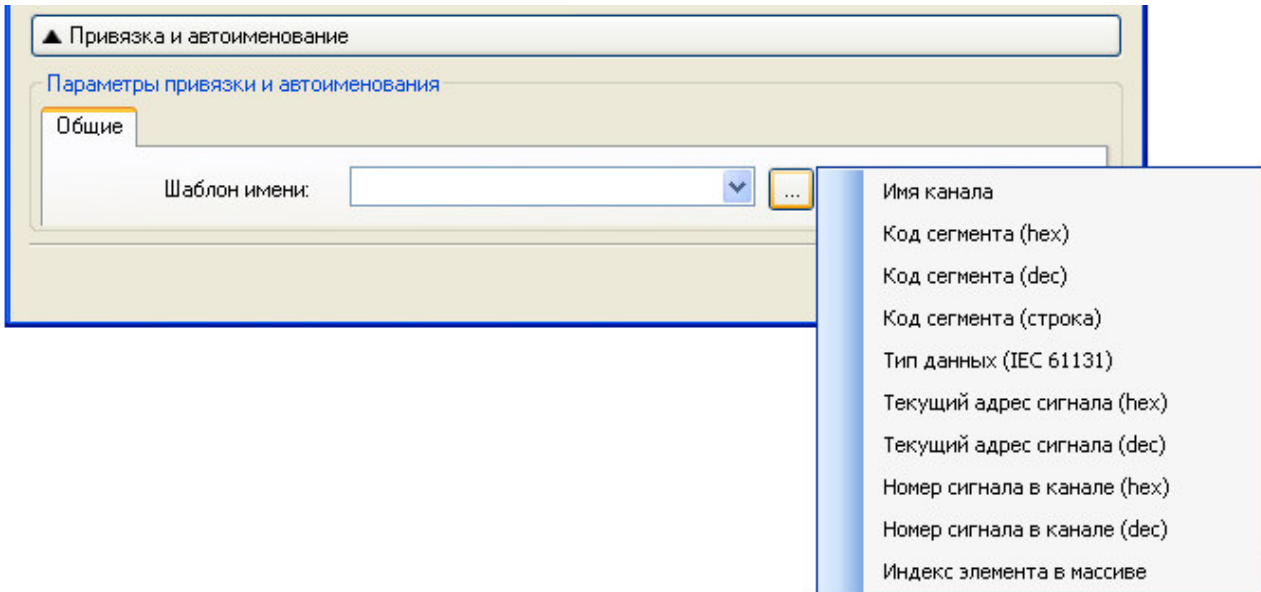 Привязка и автоименование
Параметры привязки и автоименования
Общие
Шаблон имени:
...
Имя канала
Код сегмента (hex)
Код сегмента (dec)
Код сегмента (строка)
Тип данных (IEC 61131)
Текущий адрес сигнала (hex)
Текущий адрес сигнала (dec)
Номер сигнала в канале (hex)
Номер сигнала в канале (dec)
Индекс элемента в массиве